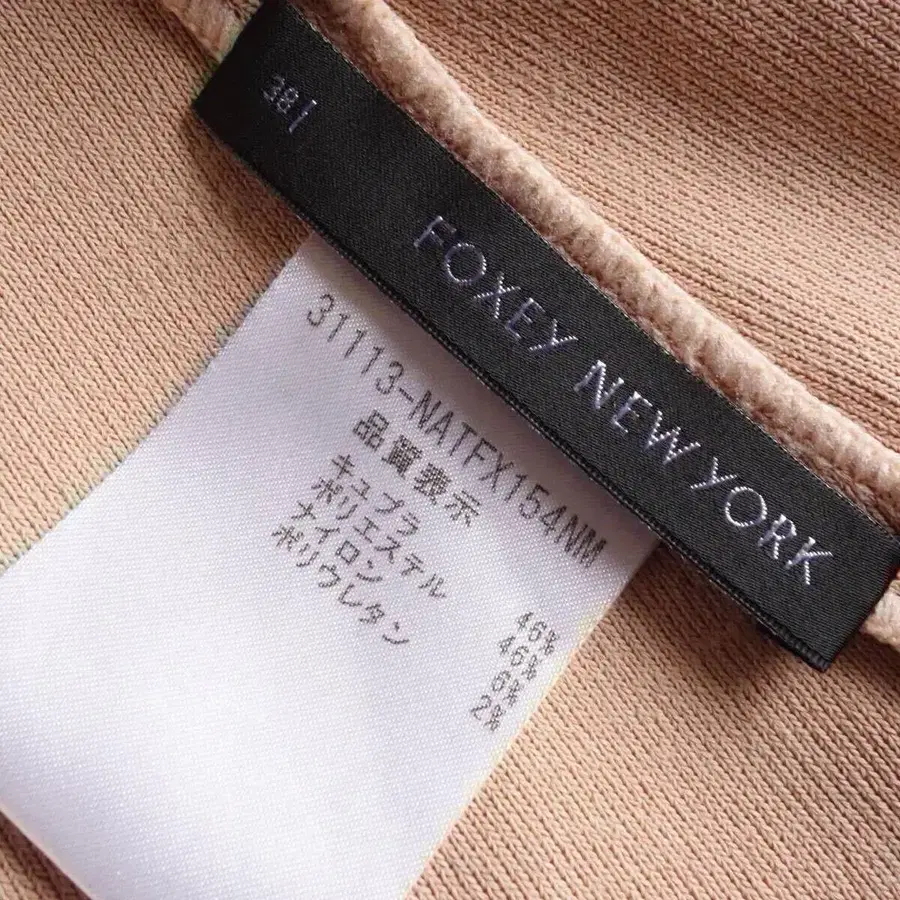 38
FOXEY NEW YORK
31113-NATFX154NM
品質表示
キュプラ 46%
ポリエステル 46%
ナイロン 6%
ポリウレタン 2%